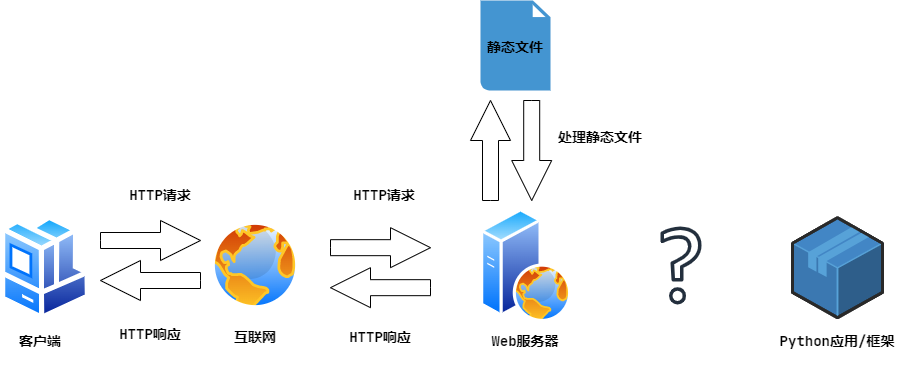 静态文件
处理静态文件
HTTP请求
HTTP请求
?
HTTP响应
HTTP响应
客户端
互联网
Web服务器
Python应用/框架